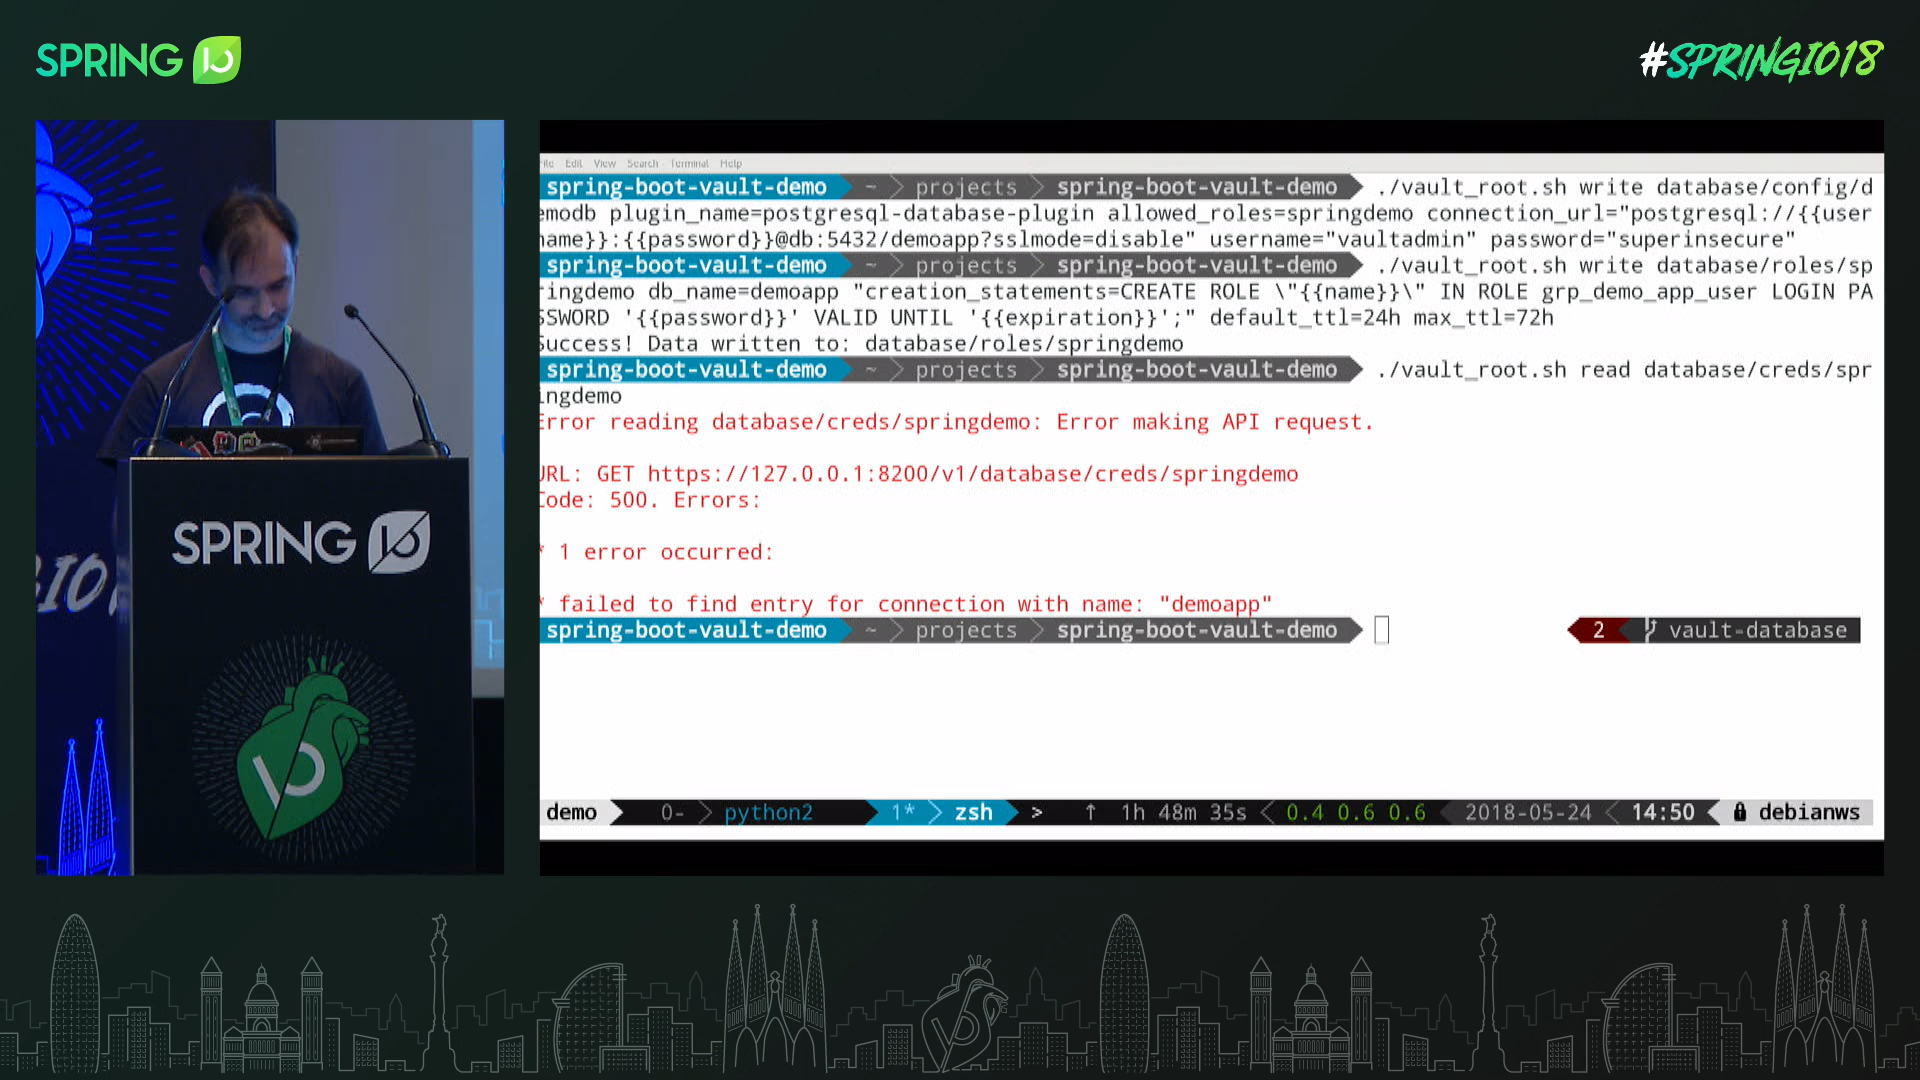 SPRING IO
#SPRINGIO18
File Edit View Search Terminal Help
spring-boot-vault-demo ~ projects spring-boot-vault-demo ./vault_root.sh write database/config/d
emodb plugin_name=postgresql-database-plugin allowed_roles=springdemo connection_url="postgresql://{{user
name}}:{{password}}@db:5432/demoapp?sslmode=disable" username="vaultadmin" password="superinsecure"
spring-boot-vault-demo ~ projects spring-boot-vault-demo ./vault_root.sh write database/roles/sp
ringdemo db_name=demoapp "creation_statements=CREATE ROLE \"{{name}}\" IN ROLE grp_demo_app_user LOGIN PA
SSWORD '{{password}}' VALID UNTIL '{{expiration}}';" default_ttl=24h max_ttl=72h
Success! Data written to: database/roles/springdemo
spring-boot-vault-demo ~ projects spring-boot-vault-demo ./vault_root.sh read database/creds/spr
ingdemo
Error reading database/creds/springdemo: Error making API request.
URL: GET https://127.0.0.1:8200/v1/database/creds/springdemo
Code: 500. Errors:
* 1 error occurred:
* failed to find entry for connection with name: "demoapp"
spring-boot-vault-demo ~ projects spring-boot-vault-demo 2 vault-database
demo 0- python2 1* zsh > ↑ 1h 48m 35s 0.4 0.6 0.6 2018-05-24 14:50 debianws
SPRING IO